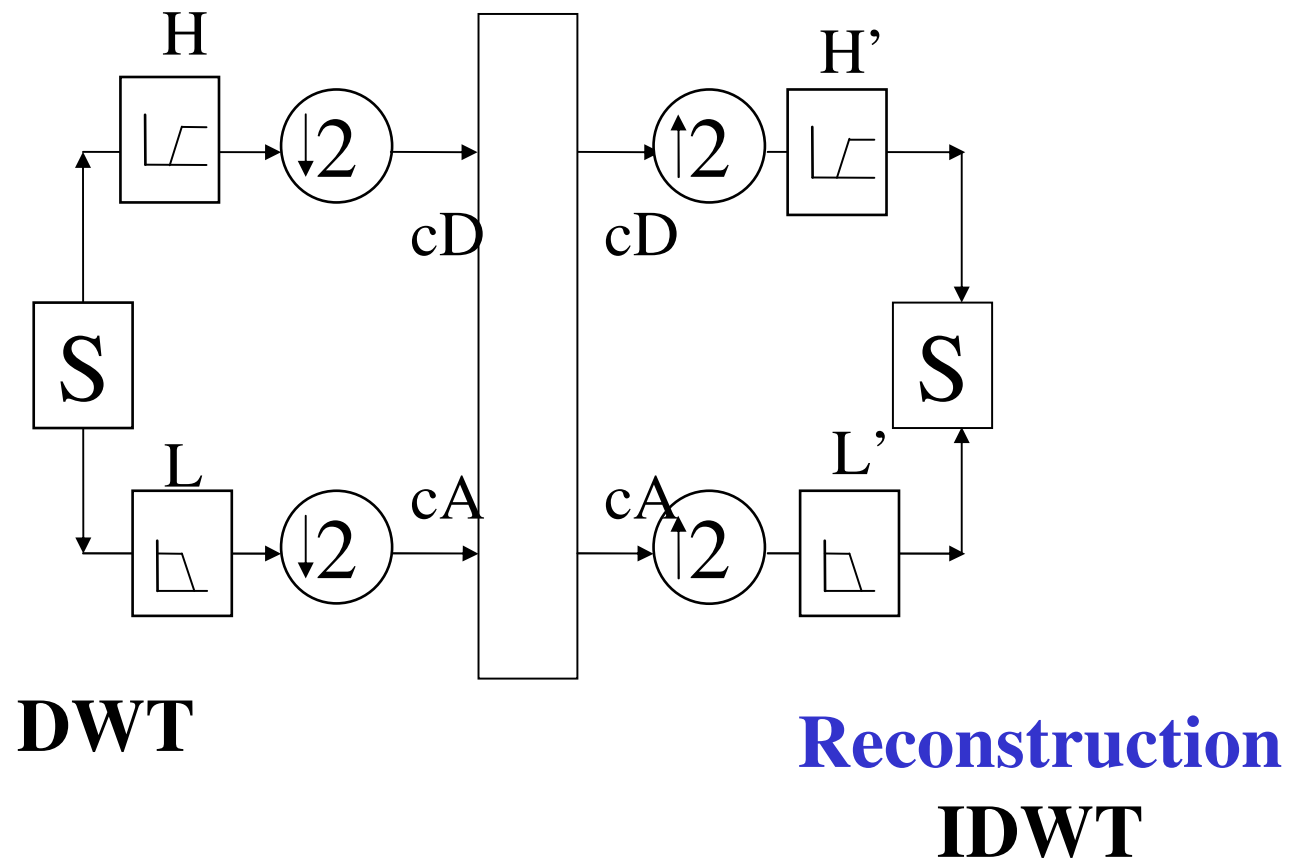 H
H’
↓2
↑2
cD
cD
S
S
L
L’
cA
cA
↓2
↑2
DWT
Reconstruction
IDWT